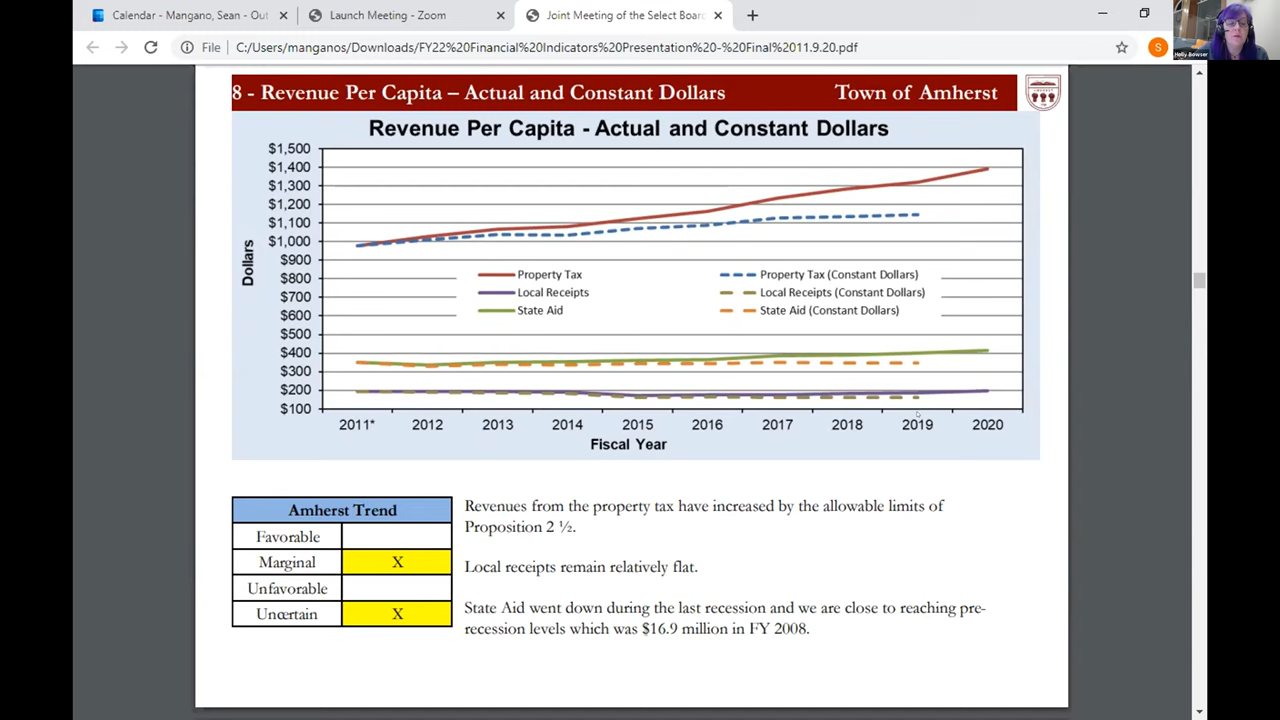 Calendar - Mangano, Sean - Out
Launch Meeting - Zoom
Joint Meeting of the Select Boar
File
C:/Users/manganos/Downloads/FY22%20Financial%20Indicators%20Presentation%20-%20Final%2011.9.20.pdf
S
Holly Bowser
8 - Revenue Per Capita – Actual and Constant Dollars
Town of Amherst
Revenue Per Capita - Actual and Constant Dollars
$1,500
$1,400
$1,300
$1,200
$1,100
$1,000
$900
$800
$700
$600
$500
$400
$300
$200
$100
Dollars
Property Tax
Property Tax (Constant Dollars)
Local Receipts
Local Receipts (Constant Dollars)
State Aid
State Aid (Constant Dollars)
2011* 2012 2013 2014 2015 2016 2017 2018 2019 2020
Fiscal Year
Amherst Trend
Favorable
Marginal X
Unfavorable
Uncertain X
Revenues from the property tax have increased by the allowable limits of
Proposition 2 ½.
Local receipts remain relatively flat.
State Aid went down during the last recession and we are close to reaching pre-
recession levels which was $16.9 million in FY 2008.